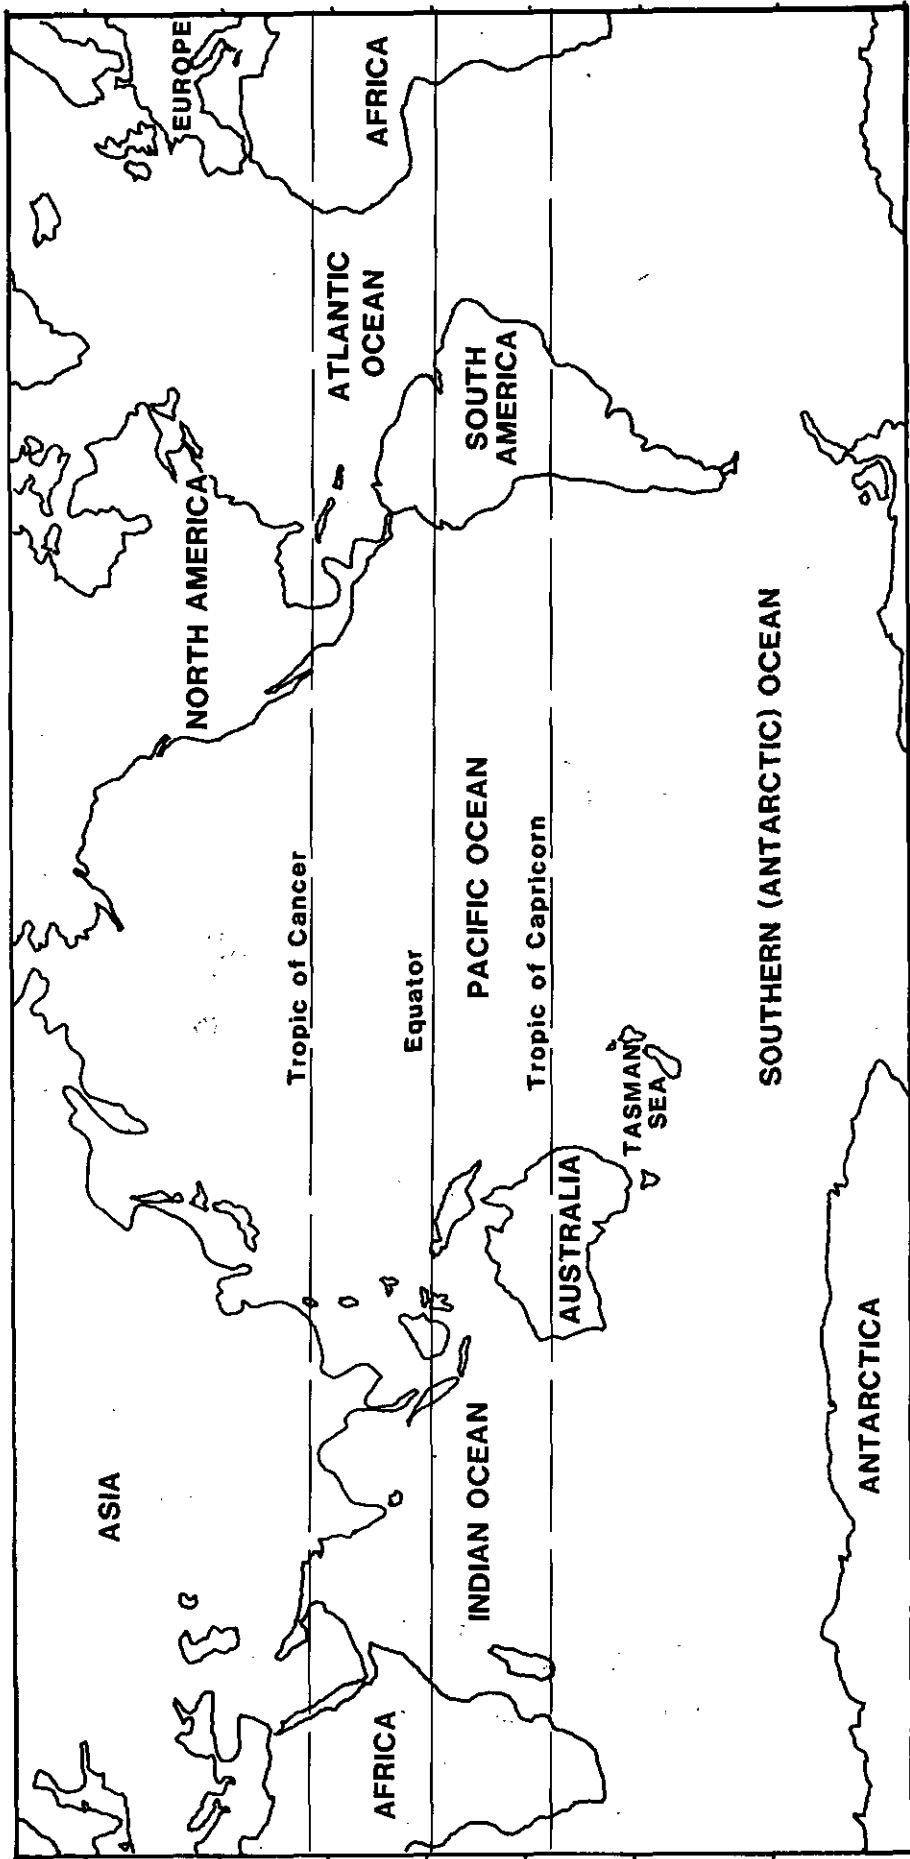 ASIA
EUROPE
NORTH AMERICA
AFRICA
AFRICA
ATLANTIC
OCEAN
Tropic of Cancer
Equator
INDIAN OCEAN
PACIFIC OCEAN
SOUTH
AMERICA
Tropic of Capricorn
AUSTRALIA
TASMAN
SEA
SOUTHERN (ANTARCTIC) OCEAN
ANTARCTICA